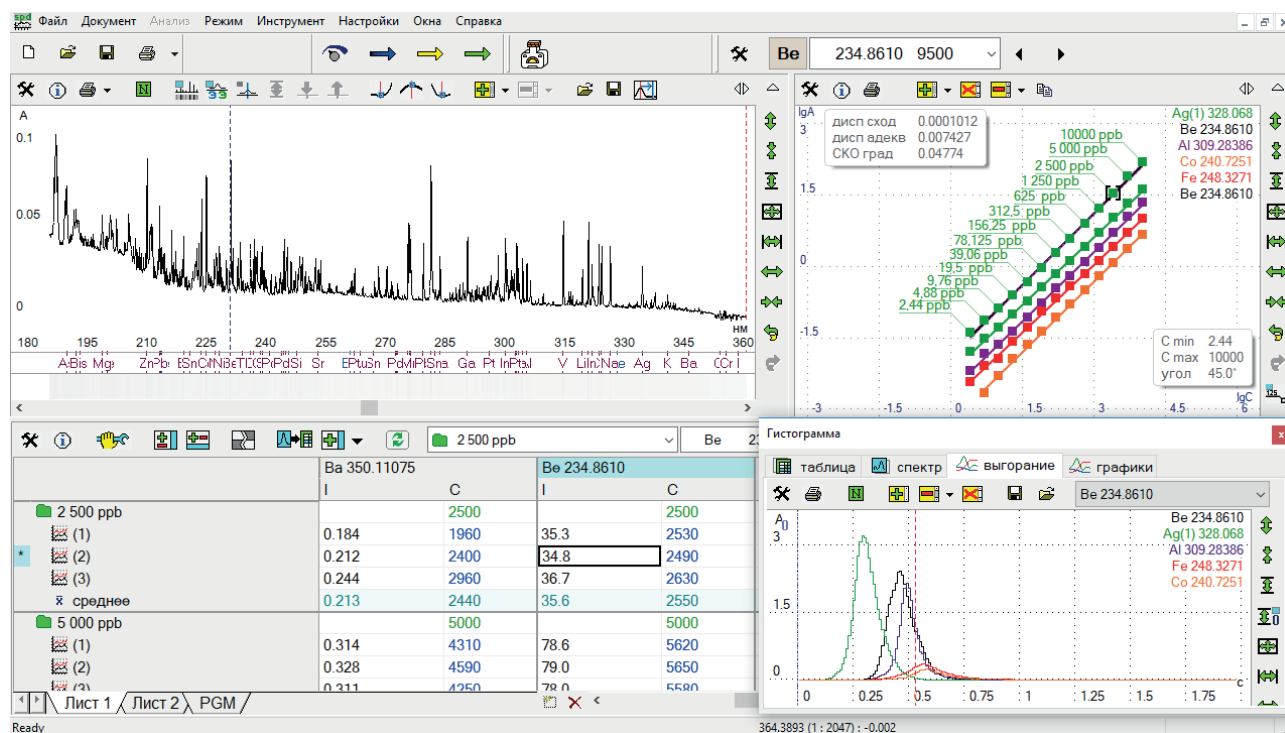 spd Файл Документ Анализ Режим Инструмент Настройки Окна Справка
Be 234.8610 9500
A
0.1
0.05
0
нм
180 195 210 225 240 255 270 285 300 315 330 345 360
Sr Ga Pt V Ag K Ba
lgA
3
1.5
0
-1.5
-3 -1.5 0 1.5 3 4.5 6
lgC
дисп сход 0.0001012
дисп адекв 0.007427
СКО град 0.04774
10000 ppb
5 000 ppb
2 500 ppb
1 250 ppb
625 ppb
312,5 ppb
156,25 ppb
78,125 ppb
39,06 ppb
19,5 ppb
9,76 ppb
4,88 ppb
2,44 ppb
Ag(1) 328.068
Be 234.8610
Al 309.28386
Co 240.7251
Fe 248.3271
Be 234.8610
C min 2.44
C max 10000
угол 45.0°
125
2 500 ppb Be
Ba 350.11075 Be 234.8610
I C I C
2 500 ppb 2500 2500
(1) 0.184 1960 35.3 2530
* (2) 0.212 2400 34.8 2490
(3) 0.244 2960 36.7 2630
x̄ среднее 0.213 2440 35.6 2550
5 000 ppb 5000 5000
(1) 0.314 4310 78.6 5620
(2) 0.328 4590 79.0 5650
(3) 0.311 4250 78.0 5580
Лист 1 Лист 2 PGM
Гистограмма
таблица спектр выгорание графики
N Be 234.8610
A0
3
1.5
0
0 0.25 0.5 0.75 1 1.25 1.5 1.75
c
Be 234.8610
Ag(1) 328.068
Al 309.28386
Fe 248.3271
Co 240.7251
Ready 364.3893 (1 : 2047) : -0.002